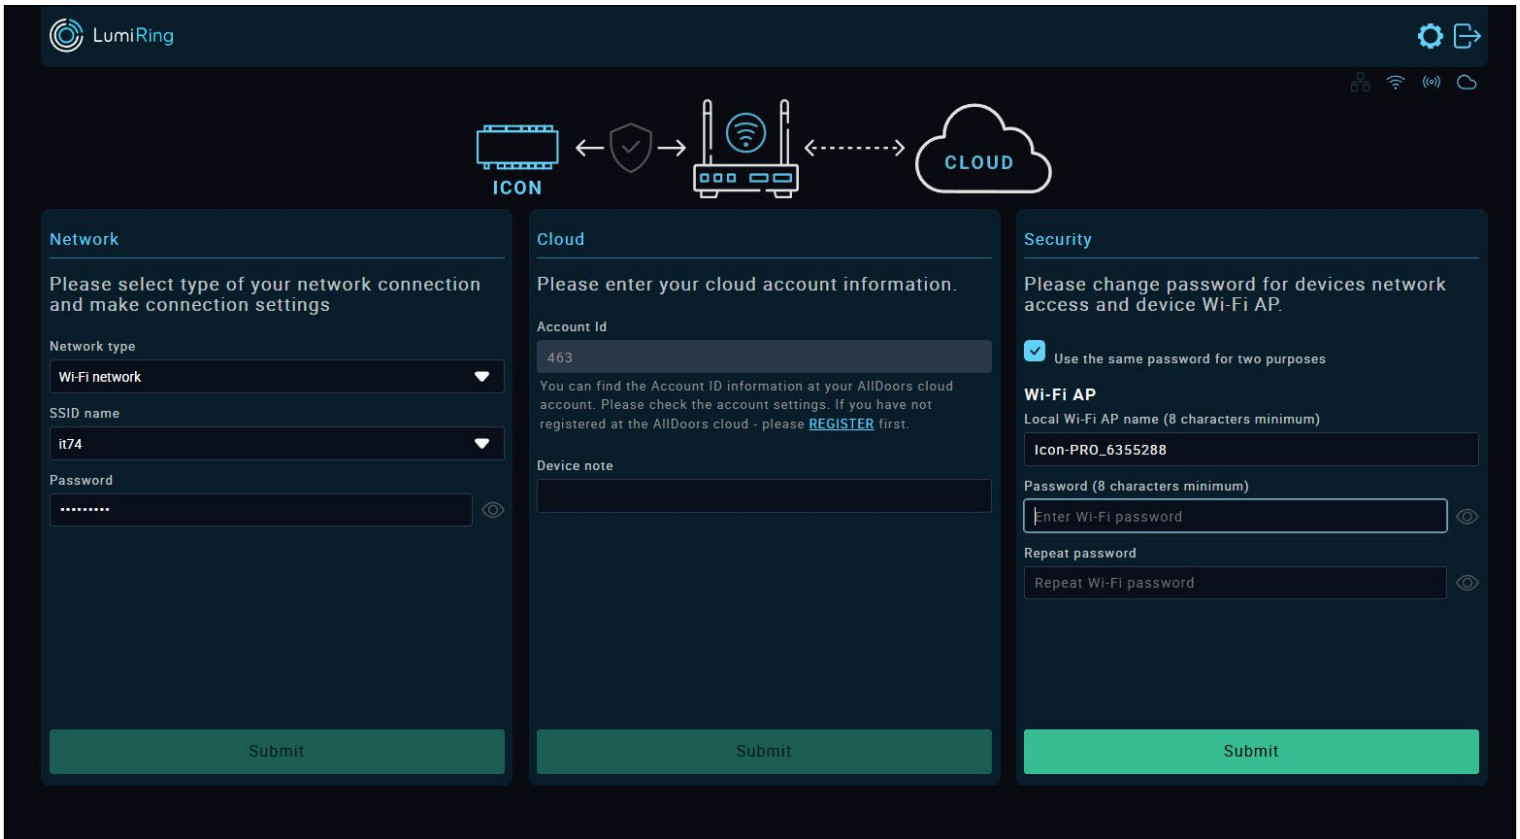 LumiRing
ICON
CLOUD
Network
Please select type of your network connection
and make connection settings
Network type
Wi-Fi network
SSID name
it74
Password
•••••••••
Submit
Cloud
Please enter your cloud account information.
Account Id
463
You can find the Account ID information at your AllDoors cloud
account. Please check the account settings. If you have not
registered at the AllDoors cloud - please REGISTER first.
Device note
Submit
Security
Please change password for devices network
access and device Wi-Fi AP.
Use the same password for two purposes
Wi-Fi AP
Local Wi-Fi AP name (8 characters minimum)
Icon-PRO_6355288
Password (8 characters minimum)
Enter Wi-Fi password
Repeat password
Repeat Wi-Fi password
Submit